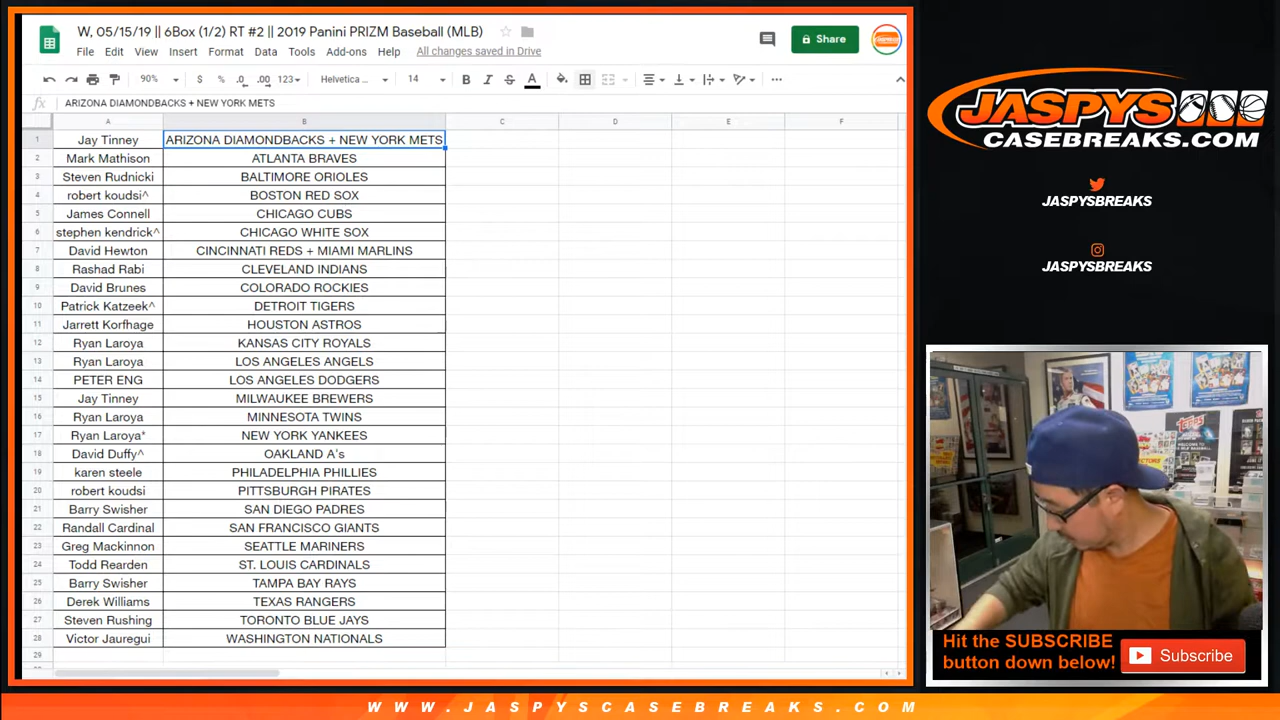 W, 05/15/19 || 6Box (1/2) RT #2 || 2019 Panini PRIZM Baseball (MLB)
File Edit View Insert Format Data Tools Add-ons Help All changes saved in Drive
Share
90% $ % .0 .00 123 Helvetica ... 14 B I S A
fx ARIZONA DIAMONDBACKS + NEW YORK METS
A B C D E F
1 Jay Tinney ARIZONA DIAMONDBACKS + NEW YORK METS
2 Mark Mathison ATLANTA BRAVES
3 Steven Rudnicki BALTIMORE ORIOLES
4 robert koudsi^ BOSTON RED SOX
5 James Connell CHICAGO CUBS
6 stephen kendrick^ CHICAGO WHITE SOX
7 David Hewton CINCINNATI REDS + MIAMI MARLINS
8 Rashad Rabi CLEVELAND INDIANS
9 David Brunes COLORADO ROCKIES
10 Patrick Katzeek^ DETROIT TIGERS
11 Jarrett Korfhage HOUSTON ASTROS
12 Ryan Laroya KANSAS CITY ROYALS
13 Ryan Laroya LOS ANGELES ANGELS
14 PETER ENG LOS ANGELES DODGERS
15 Jay Tinney MILWAUKEE BREWERS
16 Ryan Laroya MINNESOTA TWINS
17 Ryan Laroya* NEW YORK YANKEES
18 David Duffy^ OAKLAND A's
19 karen steele PHILADELPHIA PHILLIES
20 robert koudsi PITTSBURGH PIRATES
21 Barry Swisher SAN DIEGO PADRES
22 Randall Cardinal SAN FRANCISCO GIANTS
23 Greg Mackinnon SEATTLE MARINERS
24 Todd Rearden ST. LOUIS CARDINALS
25 Barry Swisher TAMPA BAY RAYS
26 Derek Williams TEXAS RANGERS
27 Steven Rushing TORONTO BLUE JAYS
28 Victor Jauregui WASHINGTON NATIONALS
29
JASPYS
CASEBREAKS.COM
JASPYSBREAKS
JASPYSBREAKS
TOPPS
Hit the SUBSCRIBE
button down below!
Subscribe
WWW.JASPYSCASEBREAKS.COM